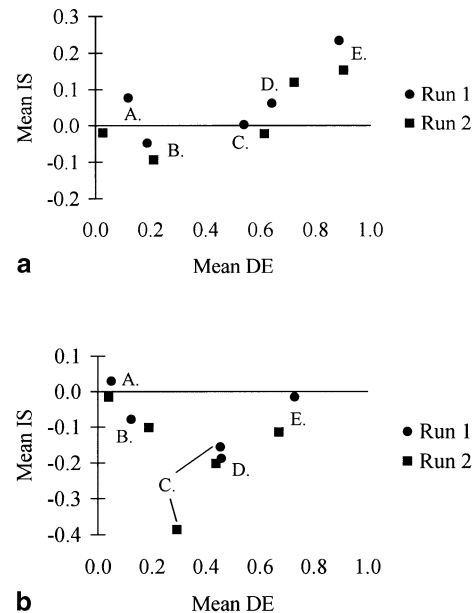 0.3
0.2
0.1
0.0
-0.1
-0.2
Mean IS
A.
B.
C.
D.
E.
Run 1
Run 2
0.0 0.2 0.4 0.6 0.8 1.0
Mean DE
a
0.1
0.0
-0.1
-0.2
-0.3
-0.4
Mean IS
A.
B.
C.
D.
E.
Run 1
Run 2
0.0 0.2 0.4 0.6 0.8 1.0
Mean DE
b